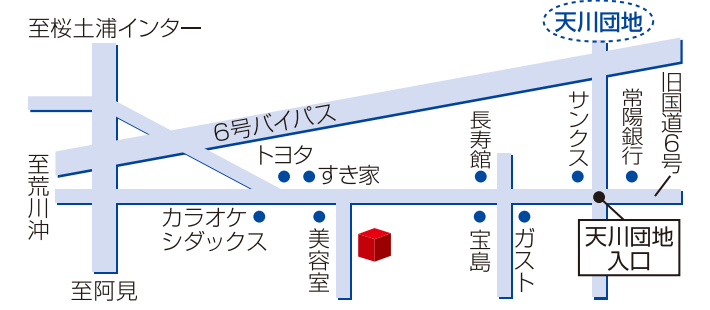 至桜土浦インター
天川団地
6号バイパス
旧国道6号
常陽銀行
サンクス
長寿館
トヨタ
すき家
至荒川沖
カラオケ
シダックス
美容室
宝島
ガスト
天川団地
入口
至阿見